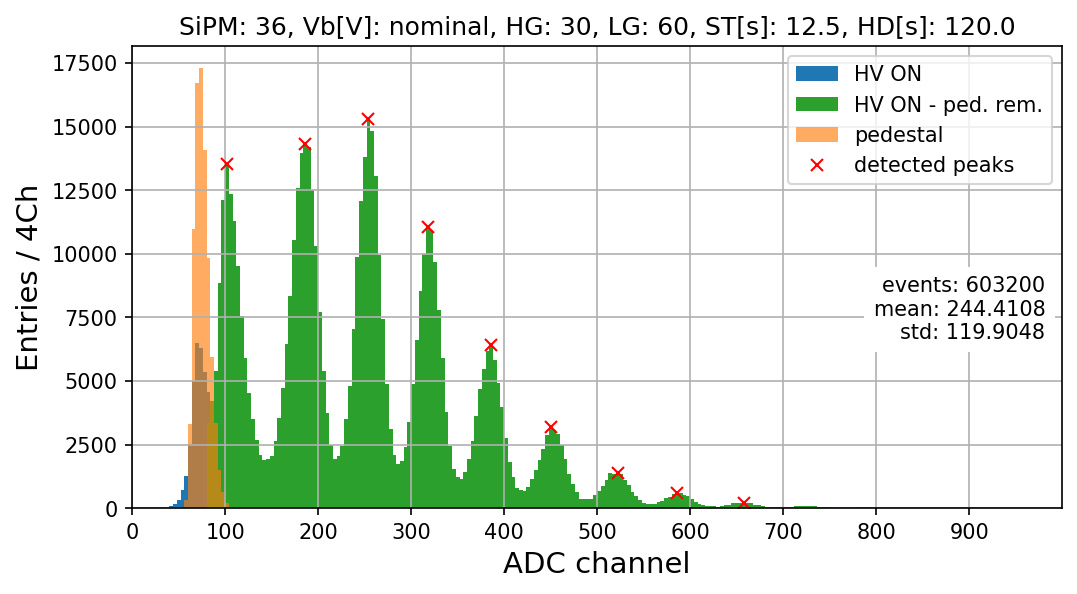 SiPM: 36, Vb[V]: nominal, HG: 30, LG: 60, ST[s]: 12.5, HD[s]: 120.0
Entries / 4Ch
17500
15000
12500
10000
7500
5000
2500
0
HV ON
HV ON - ped. rem.
pedestal
detected peaks
events: 603200
mean: 244.4108
std: 119.9048
0 100 200 300 400 500 600 700 800 900
ADC channel